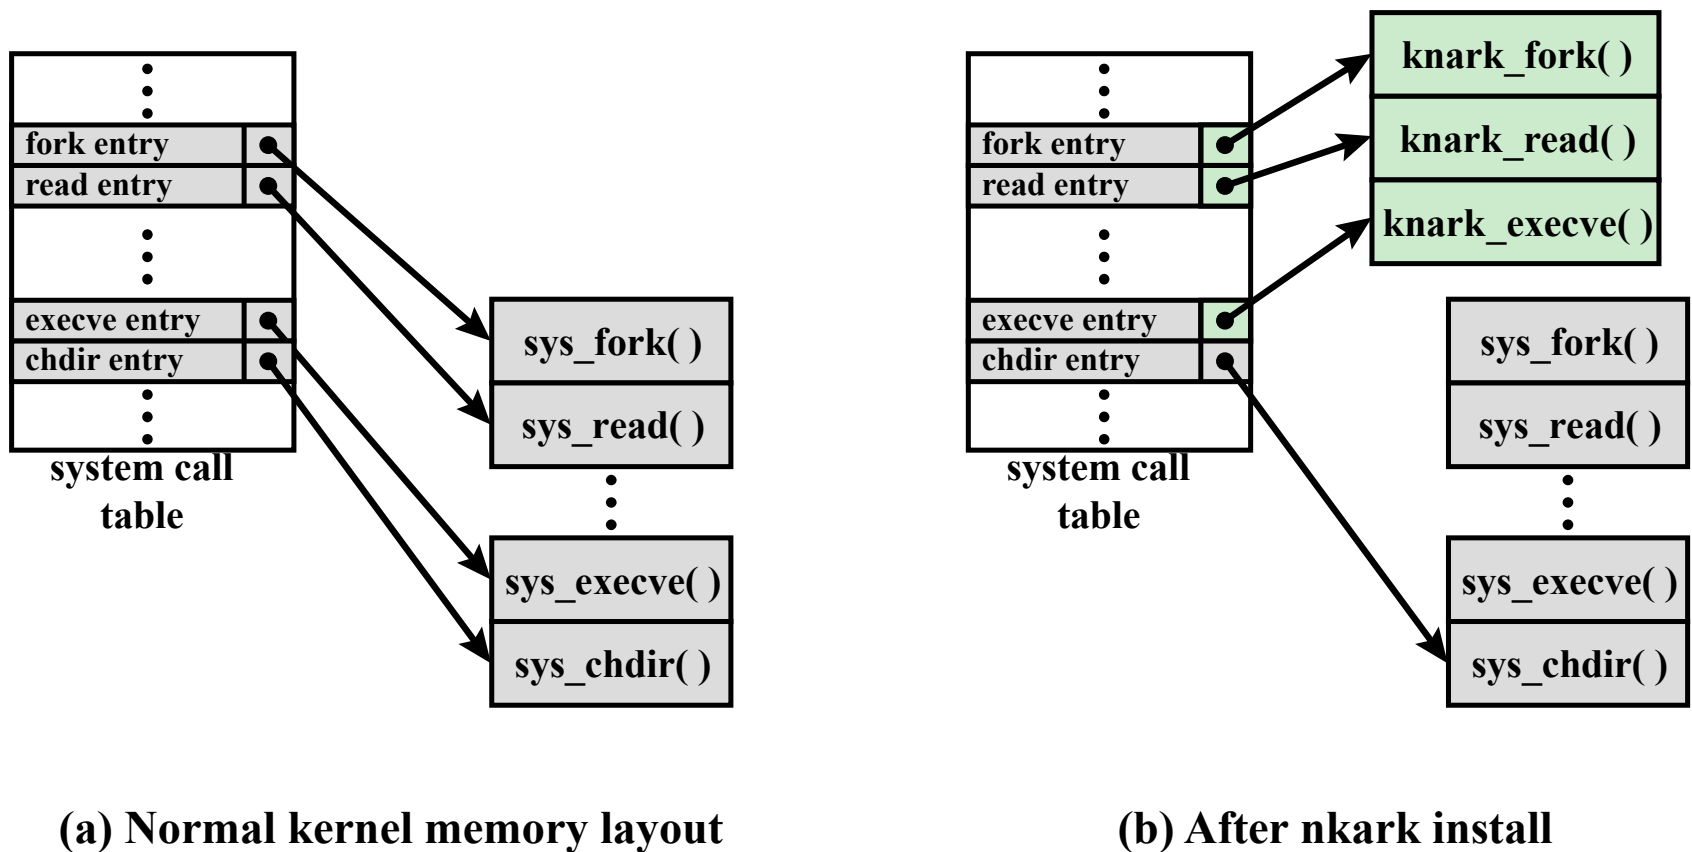 fork entry
read entry
execve entry
chdir entry
system call
table
sys_fork( )
sys_read( )
sys_execve( )
sys_chdir( )
(a) Normal kernel memory layout
fork entry
read entry
execve entry
chdir entry
system call
table
knark_fork( )
knark_read( )
knark_execve( )
sys_fork( )
sys_read( )
sys_execve( )
sys_chdir( )
(b) After nkark install